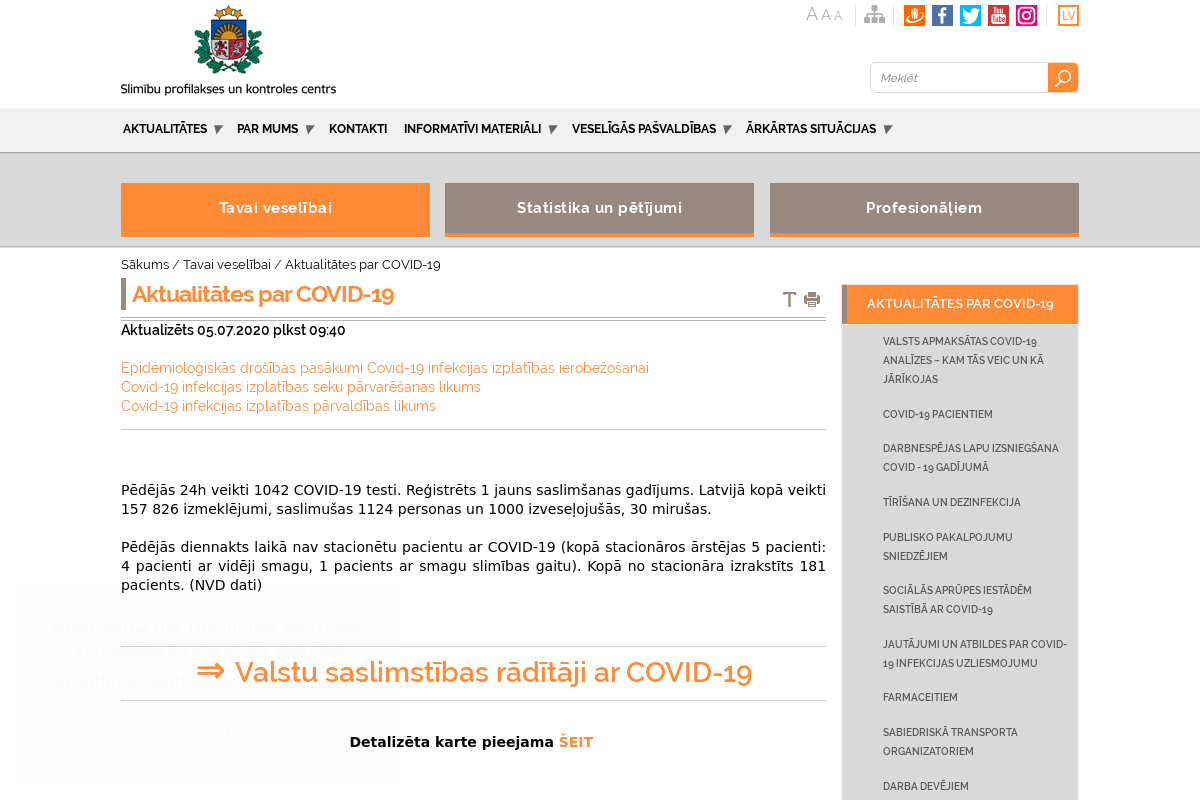 A A A
You Tube
LV
Slimību profilakses un kontroles centrs
Meklēt
AKTUALITĀTES PAR MUMS KONTAKTI INFORMATĪVI MATERIĀLI VESELĪGĀS PAŠVALDĪBAS ĀRKĀRTAS SITUĀCIJAS
Tavai veselībai
Statistika un pētījumi
Profesionāļiem
Sākums / Tavai veselībai / Aktualitātes par COVID-19
Aktualitātes par COVID-19
Aktualizēts 05.07.2020 plkst 09:40
Epidemioloģiskās drošības pasākumi Covid-19 infekcijas izplatības ierobežošanai
Covid-19 infekcijas izplatības seku pārvarēšanas likums
Covid-19 infekcijas izplatības pārvaldības likums
Pēdējās 24h veikti 1042 COVID-19 testi. Reģistrēts 1 jauns saslimšanas gadījums. Latvijā kopā veikti
157 826 izmeklējumi, saslimušas 1124 personas un 1000 izveseļojušās, 30 mirušas.
Pēdējās diennakts laikā nav stacionētu pacientu ar COVID-19 (kopā stacionāros ārstējas 5 pacienti:
4 pacienti ar vidēji smagu, 1 pacients ar smagu slimības gaitu). Kopā no stacionāra izrakstīts 181
pacients. (NVD dati)
⇒ Valstu saslimstības rādītāji ar COVID-19
Detalizēta karte pieejama ŠEIT
AKTUALITĀTES PAR COVID-19
VALSTS APMAKSĀTAS COVID-19
ANALĪZES – KAM TĀS VEIC UN KĀ
JĀRĪKOJAS
COVID-19 PACIENTIEM
DARBNESPĒJAS LAPU IZSNIEGŠANA
COVID - 19 GADĪJUMĀ
TĪRĪŠANA UN DEZINFEKCIJA
PUBLISKO PAKALPOJUMU
SNIEDZĒJIEM
SOCIĀLĀS APRŪPES IESTĀDĒM
SAISTĪBĀ AR COVID-19
JAUTĀJUMI UN ATBILDES PAR COVID-
19 INFEKCIJAS UZLIESMOJUMU
FARMACEITIEM
SABIEDRISKĀ TRANSPORTA
ORGANIZATORIEM
DARBA DEVĒJIEM